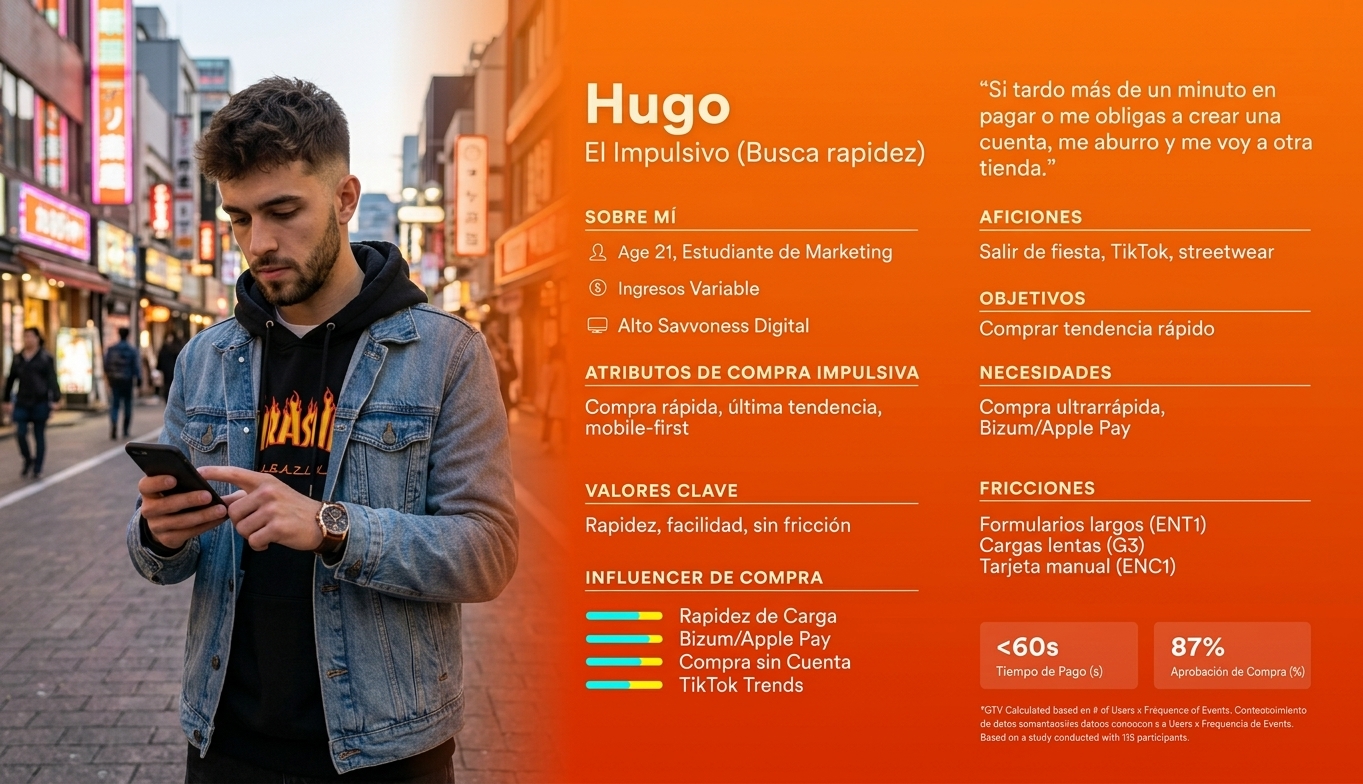 Hugo
El Impulsivo (Busca rapidez)
SOBRE MÍ
Age 21, Estudiante de Marketing
Ingresos Variable
Alto Savvoness Digital
ATRIBUTOS DE COMPRA IMPULSIVA
Compra rápida, última tendencia,
mobile-first
VALORES CLAVE
Rapidez, facilidad, sin fricción
INFLUENCER DE COMPRA
Rapidez de Carga
Bizum/Apple Pay
Compra sin Cuenta
TikTok Trends
“Si tardo más de un minuto en
pagar o me obligas a crear una
cuenta, me aburro y me voy a otra
tienda.”
AFICIONES
Salir de fiesta, TikTok, streetwear
OBJETIVOS
Comprar tendencia rápido
NECESIDADES
Compra ultrarrápida,
Bizum/Apple Pay
FRICCIONES
Formularios largos (ENT1)
Cargas lentas (G3)
Tarjeta manual (ENC1)
<60s
Tiempo de Pago (s)
87%
Aprobación de Compra (%)
*GTV Calculated based en # of Users x Frequence of Events.
de detos datoos conoocon s a Ueers x Frequencia de Events.
Based on a study conducted with participants.